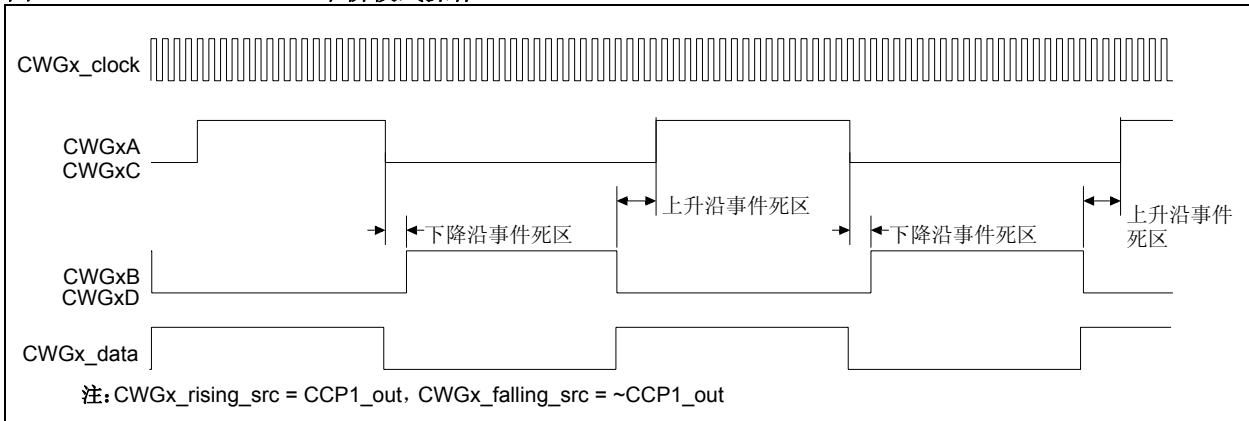 CWGx_clock
CWGxA
CWGxC
上升沿事件死区
上升沿事件
死区
下降沿事件死区
下降沿事件死区
CWGxB
CWGxD
CWGx_data
注:CWGx_rising_src = CCP1_out, CWGx_falling_src = ~CCP1_out